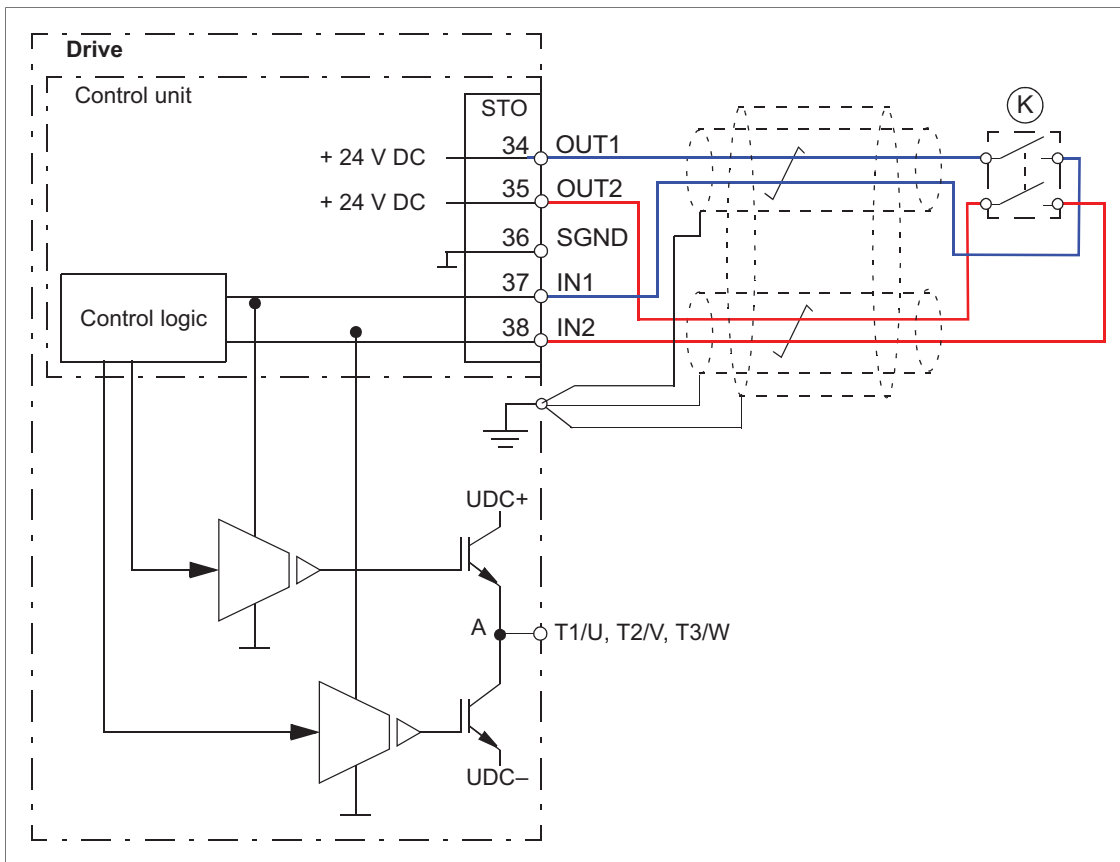 Drive
Control unit
STO
K
34 OUT1
+ 24 V DC
35 OUT2
+ 24 V DC
36 SGND
37 IN1
Control logic
38 IN2
UDC+
A T1/U, T2/V, T3/W
UDC–